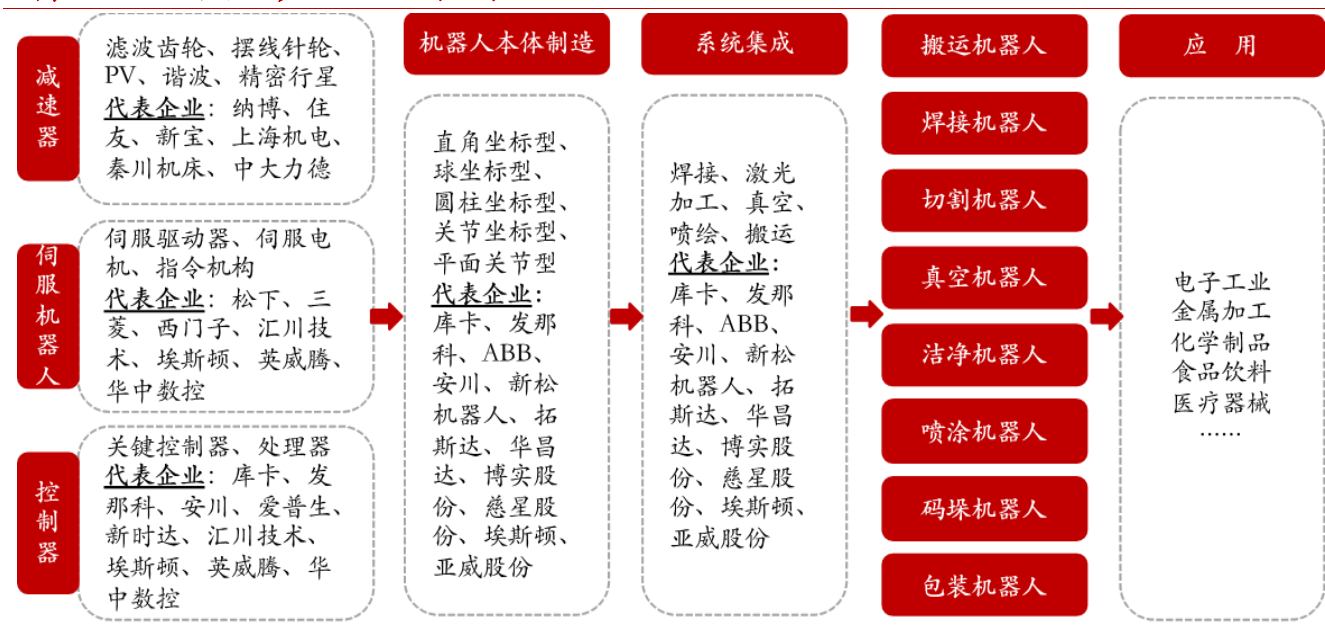 减
速
器
滤波齿轮、摆线针轮、
PV、谐波、精密行星
代表企业：纳博、住
友、新宝、上海机电、
秦川机床、中大力德
伺
服
机
器
人
伺服驱动器、伺服电
机、指令机构
代表企业：松下、三
菱、西门子、汇川技
术、埃斯顿、英威腾、
华中数控
控
制
器
关键控制器、处理器
代表企业：库卡、发
那科、安川、爱普生、
新时达、汇川技术、
埃斯顿、英威腾、华
中数控
机器人本体制造
直角坐标型、
球坐标型、
圆柱坐标型、
关节坐标型、
平面关节型
代表企业：
库卡、发那
科、ABB、
安川、新松
机器人、拓
斯达、华昌
达、博实股
份、慈星股
份、埃斯顿、
亚威股份
系统集成
焊接、激光
加工、真空、
喷绘、搬运
代表企业：
库卡、发那
科、ABB、
安川、新松
机器人、拓
斯达、华昌
达、博实股
份、慈星股
份、埃斯顿、
亚威股份
搬运机器人
焊接机器人
切割机器人
真空机器人
洁净机器人
喷涂机器人
码垛机器人
包装机器人
应 用
电子工业
金属加工
化学制品
食品饮料
医疗器械
……